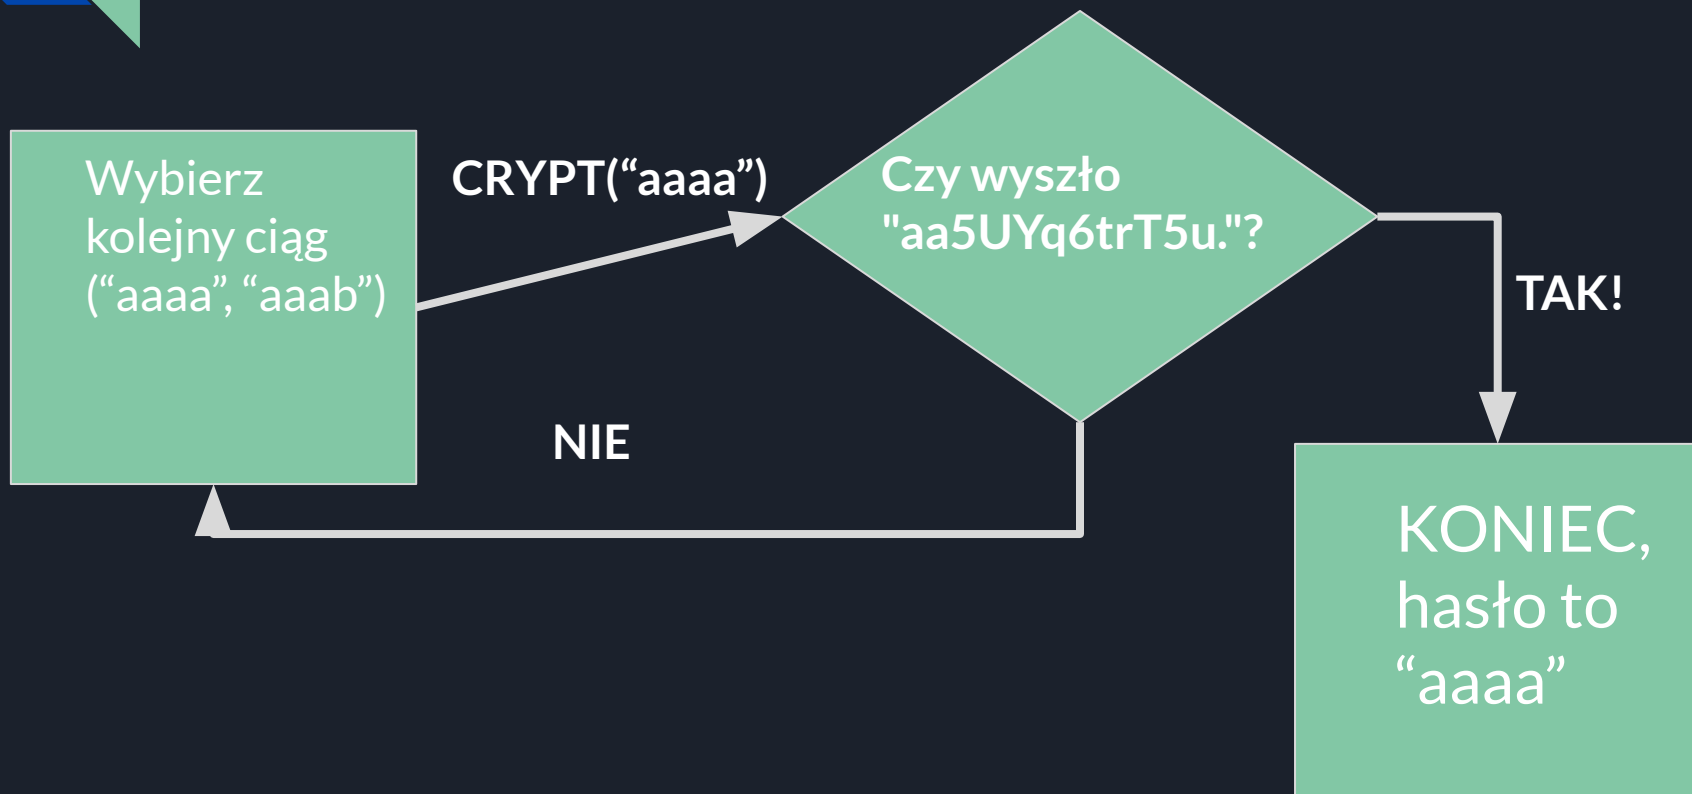 Wybierz
kolejny ciąg
(“aaaa”, “aaab”)
CRYPT(“aaaa”)
Czy wyszło
"aa5UYq6trT5u."?
TAK!
NIE
KONIEC,
hasło to
“aaaa”